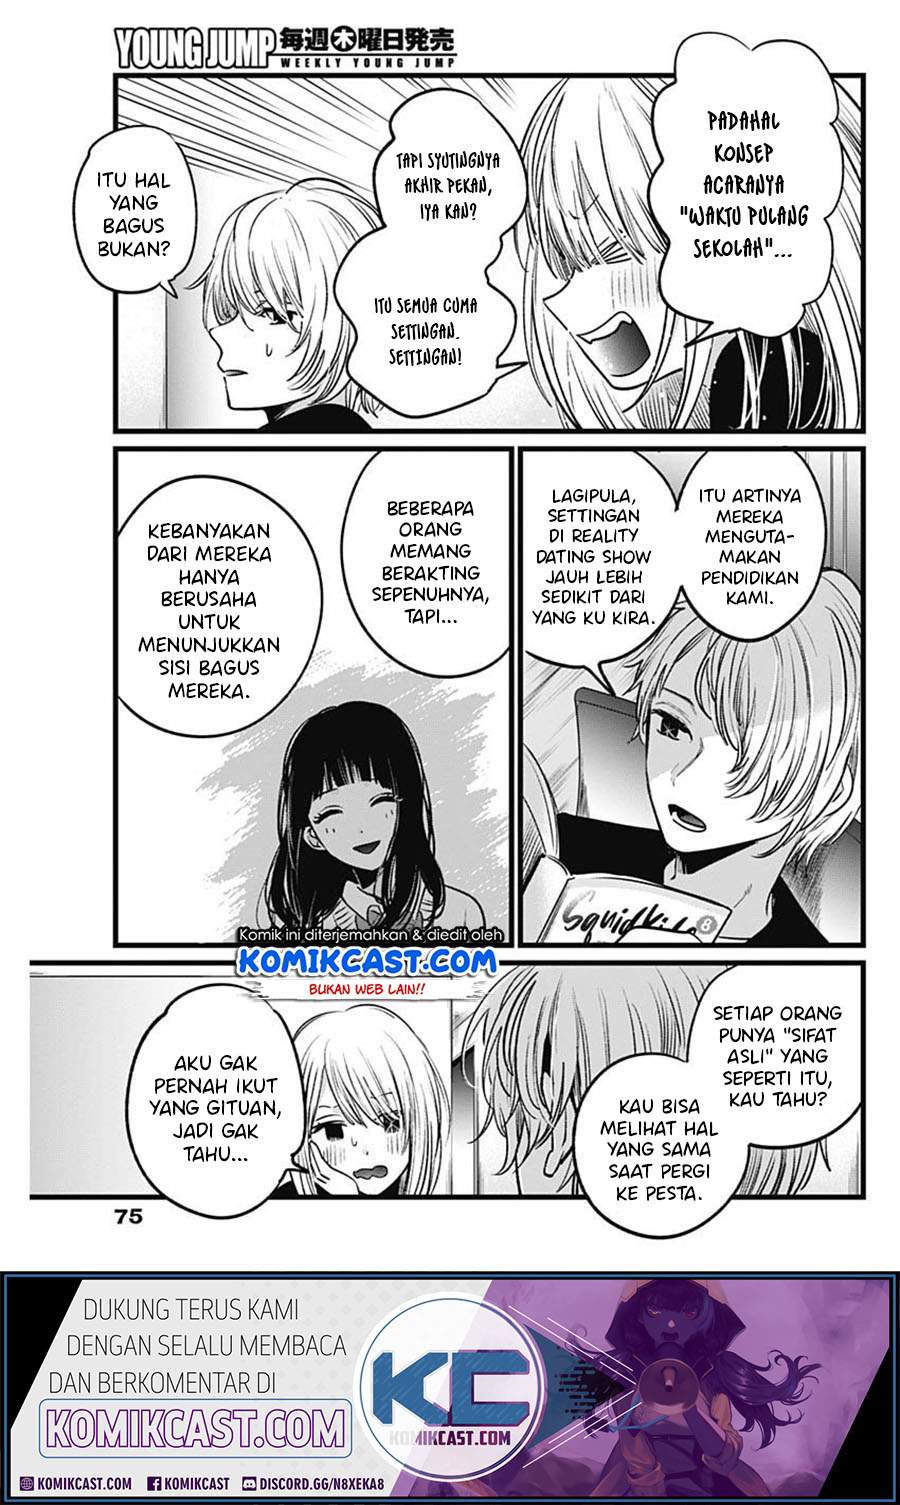 YOUNG JUMP 毎週木曜日発売
WEEKLY YOUNG JUMP
PADAHAL
KONSEP
ACARANYA
"WAKTU PULANG
SEKOLAH"...
TAPI SYUTINGNYA
AKHIR PEKAN,
IYA KAN?
ITU SEMUA CUMA
SETTINGAN.
SETTINGAN!
ITU HAL
YANG
BAGUS
BUKAN?
ITU ARTINYA
MEREKA
MENGUTA-
MAKAN
PENDIDIKAN
KAMI.
LAGIPULA,
SETTINGAN
DI REALITY
DATING SHOW
JAUH LEBIH
SEDIKIT DARI
YANG KU KIRA.
8
BEBERAPA
ORANG
MEMANG
BERAKTING
SEPENUHNYA,
TAPI...
KEBANYAKAN
DARI MEREKA
HANYA
BERUSAHA
UNTUK
MENUNJUKKAN
SISI BAGUS
MEREKA.
Komik ini diterjemahkan & diedit oleh
KOMIKCAST.COM
BUKAN WEB LAIN!!
SETIAP ORANG
PUNYA "SIFAT
ASLI" YANG
SEPERTI ITU,
KAU TAHU?
KAU BISA
MELIHAT HAL
YANG SAMA
SAAT PERGI
KE PESTA.
AKU GAK
PERNAH IKUT
YANG GITUAN,
JADI GAK
TAHU...
75
DUKUNG TERUS KAMI
DENGAN SELALU MEMBACA
DAN BERKOMENTAR DI
KOMIKCAST.COM
KC
KOMIKCAST.COM
KOMIKCAST.COM KOMIKCAST DISCORD.GG/N8XEKA8